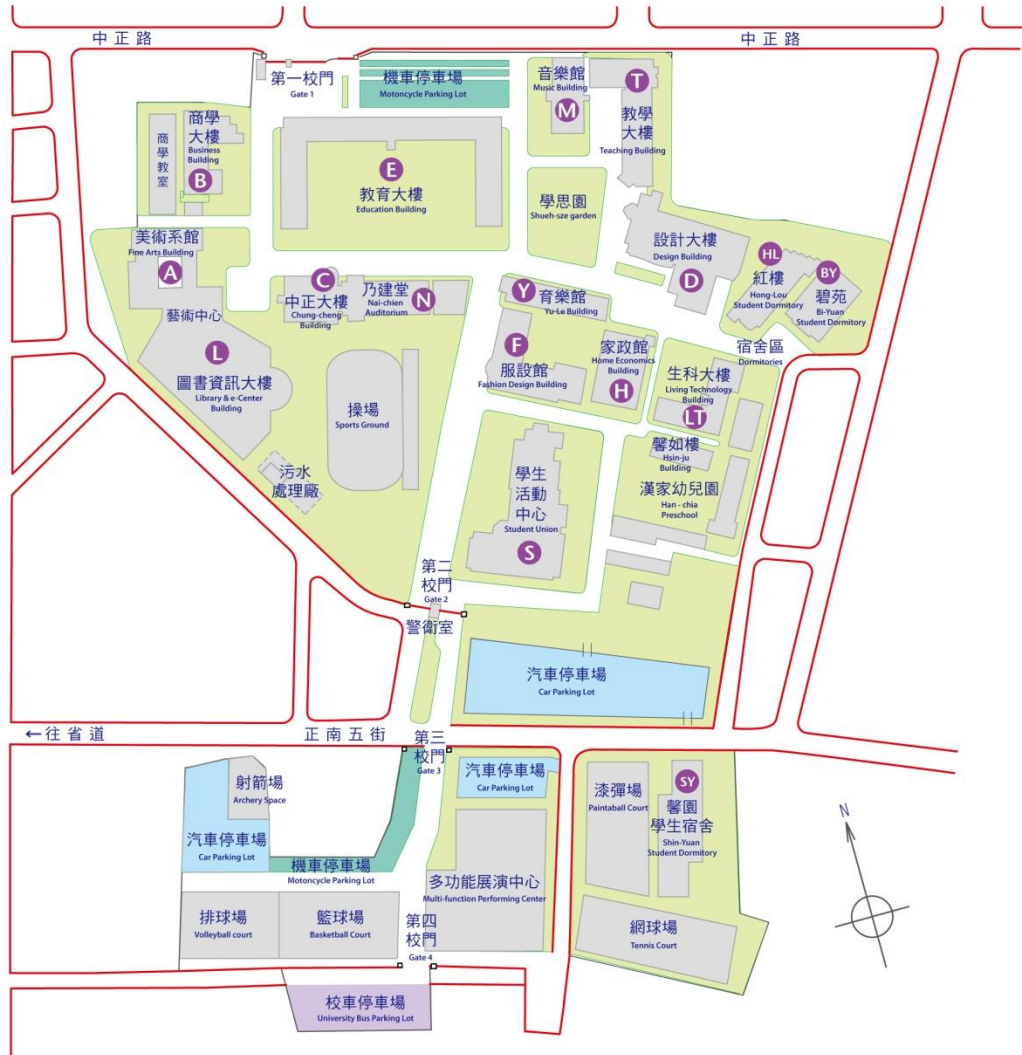 中正路
中正路
第一校門
Gate 1
機車停車場
Motoncycle Parking Lot
音樂館
Music Building
M
T
教學
大樓
Teaching Building
商學
大樓
Business
Building
B
商學教室
E
教育大樓
Education Building
學思園
Shueh-sze garden
美術系館
Fine Arts Building
A
設計大樓
Design Building
D
HL
紅樓
Hong-Lou
Student Dormitory
BY
碧苑
Bi-Yuan
Student Dormitory
宿舍區
Dormitories
C
中正大樓
Chung-cheng
Building
乃建堂
Nai-chien
Auditorium
N
Y
育樂館
Yu-Le Building
藝術中心
L
圖書資訊大樓
Library & e-Center
Building
F
服設館
Fashion Design Building
家政館
Home Economics
Building
H
生科大樓
Living Technology
Building
LT
操場
Sports Ground
馨如樓
Hsin-ju
Building
漢家幼兒園
Han - chia
Preschool
污水
處理廠
學生
活動
中心
Student Union
S
第二
校門
Gate 2
警衛室
汽車停車場
Car Parking Lot
←往省道
正南五街
第三
校門
Gate 3
汽車停車場
Car Parking Lot
射箭場
Archery Space
漆彈場
Paintaball Court
SY
馨園
學生宿舍
Shin-Yuan
Student Dormitory
汽車停車場
Car Parking Lot
機車停車場
Motoncycle Parking Lot
多功能展演中心
Multi-function Performing Center
N
排球場
Volleyball court
籃球場
Basketball Court
第四
校門
Gate 4
網球場
Tennis Court
校車停車場
University Bus Parking Lot